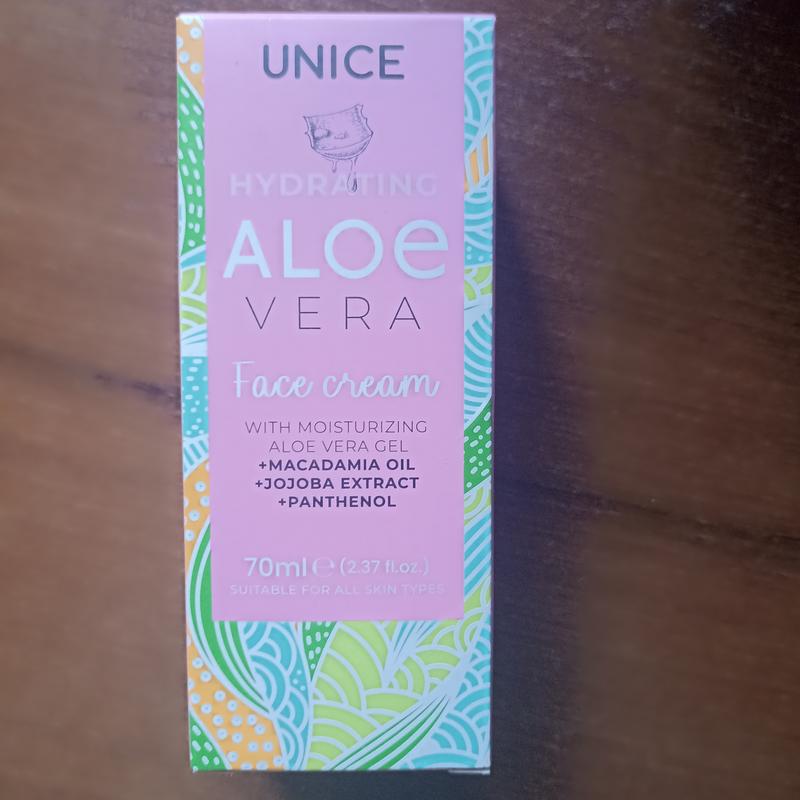 UNICE
HYDRATING
ALOe
VERA
Face cream
WITH MOISTURIZING
ALOE VERA GEL
+MACADAMIA OIL
+JOJOBA EXTRACT
+PANTHENOL
70ml ℮ (2.37 fl.oz.)
SUITABLE FOR ALL SKIN TYPES